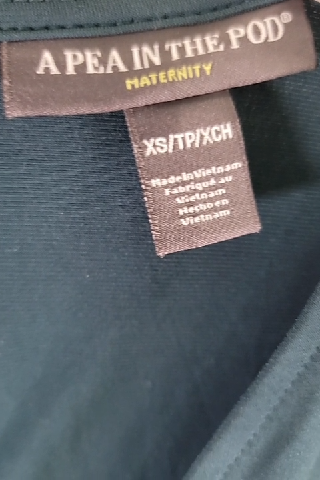 A PEA IN THE POD®
MATERNITY
XS/TP/XCH
Made in Vietnam
Fabriqué au
Vietnam
Hecho en
Vietnam